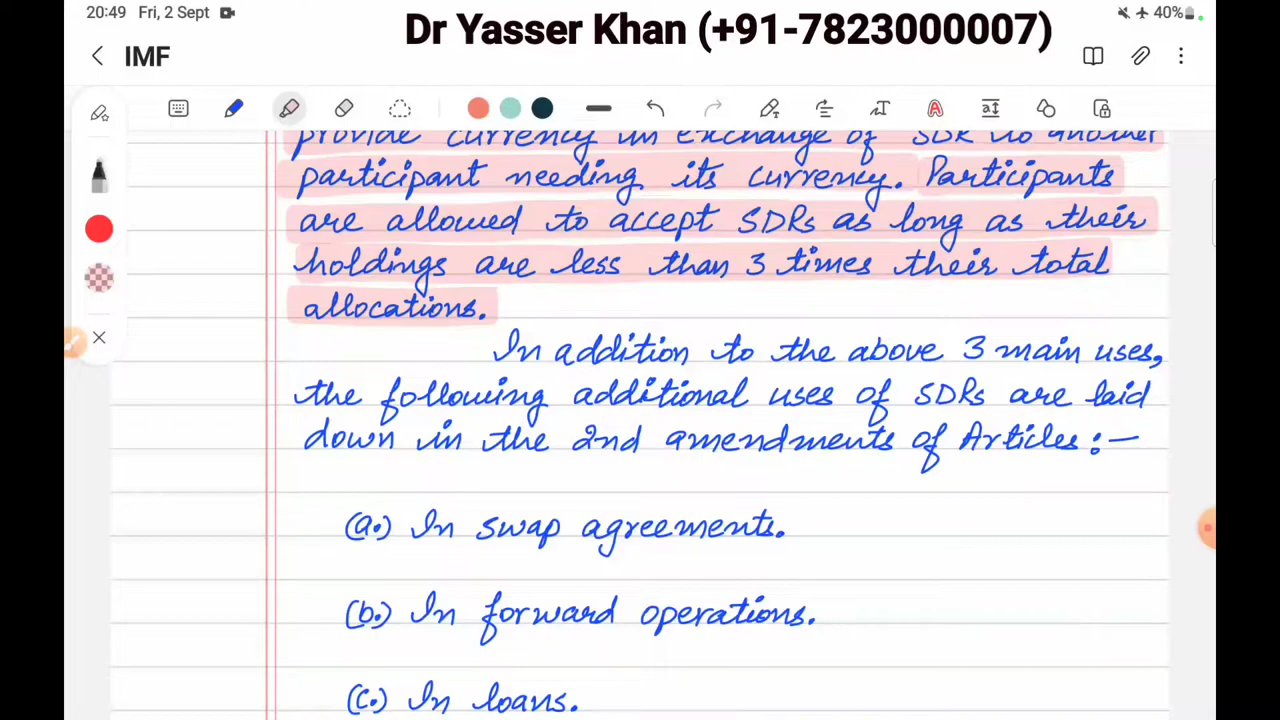 20:49 Fri, 2 Sept
40%
Dr Yasser Khan (+91-7823000007)
IMF
provide currency in exchange of SDR to another
participant needing its currency. Participants
are allowed to accept SDRs as long as their
holdings are less than 3 times their total
allocations.
In addition to the above 3 main uses,
the following additional uses of SDRs are laid
down in the 2nd amendments of Articles :-
(a.) In swap agreements.
(b.) In forward operations.
(c.) In loans.